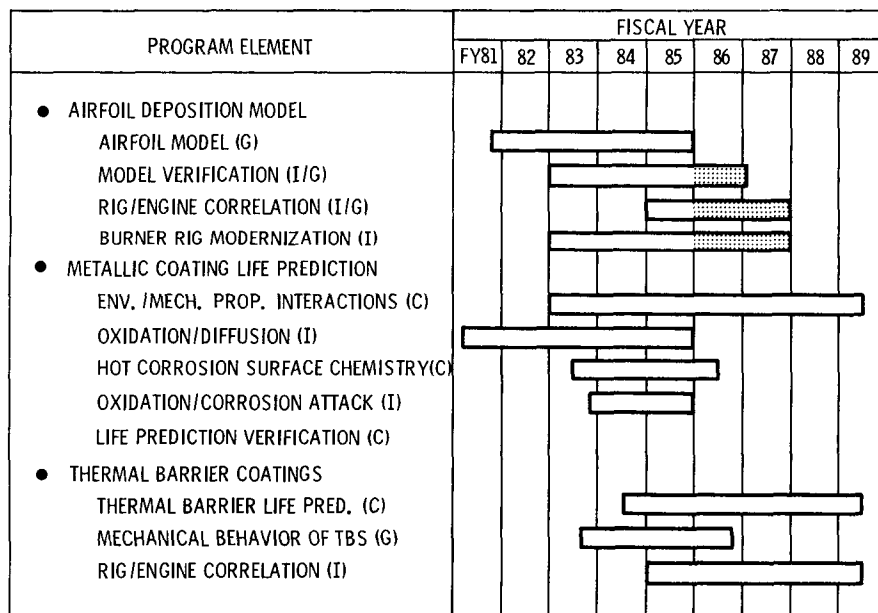 PROGRAM ELEMENT
FISCAL YEAR
FY81 82 83 84 85 86 87 88 89
● AIRFOIL DEPOSITION MODEL
AIRFOIL MODEL (G)
MODEL VERIFICATION (I/G)
RIG/ENGINE CORRELATION (I/G)
BURNER RIG MODERNIZATION (I)
● METALLIC COATING LIFE PREDICTION
ENV. /MECH. PROP. INTERACTIONS (C)
OXIDATION/DIFFUSION (I)
HOT CORROSION SURFACE CHEMISTRY(C)
OXIDATION/CORROSION ATTACK (I)
LIFE PREDICTION VERIFICATION (C)
● THERMAL BARRIER COATINGS
THERMAL BARRIER LIFE PRED. (C)
MECHANICAL BEHAVIOR OF TBS (G)
RIG/ENGINE CORRELATION (I)